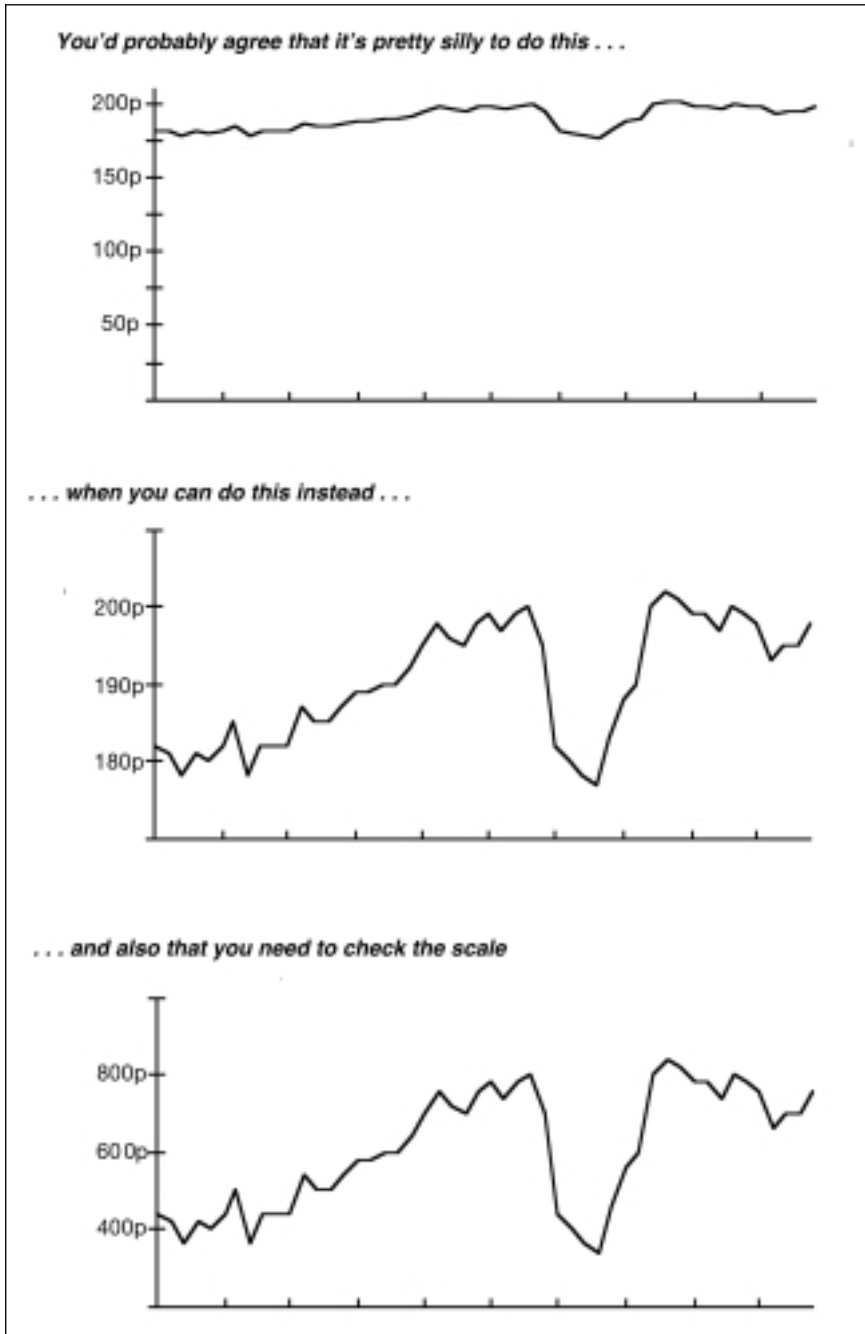 You'd probably agree that it's pretty silly to do this . . .
200p
150p
100p
50p
. . . when you can do this instead . . .
200p
190p
180p
. . . and also that you need to check the scale
800p
600p
400p